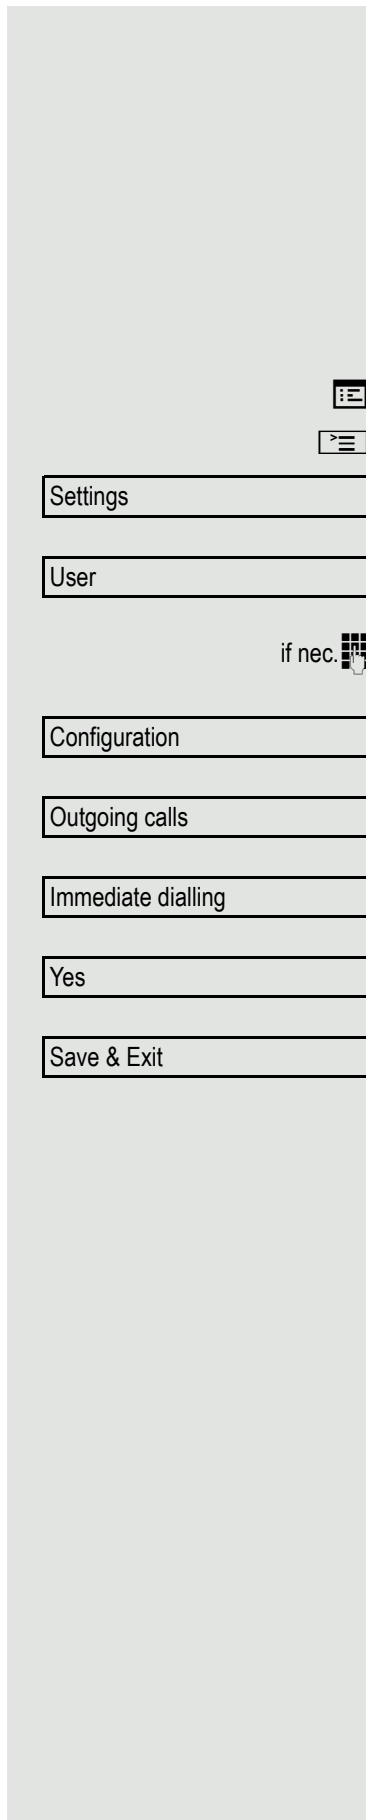 Settings
User
if nec.
Configuration
Outgoing calls
Immediate dialling
Yes
Save & Exit